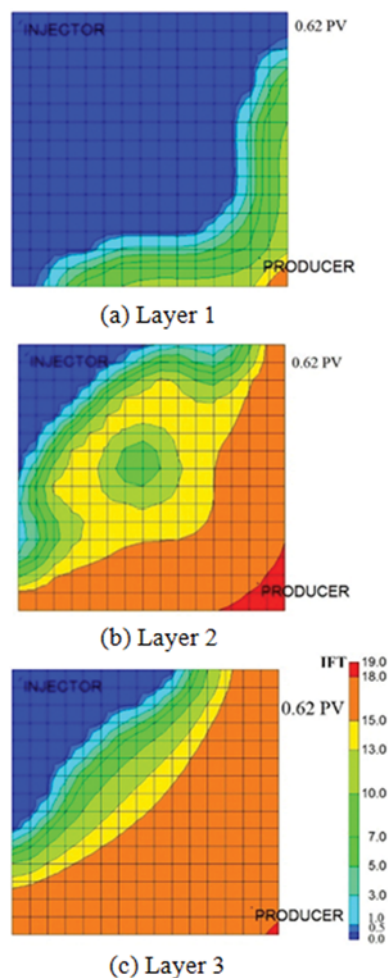 INJECTOR
0.62 PV
PRODUCER
(a) Layer 1
INJECTOR
0.62 PV
PRODUCER
(b) Layer 2
IFT
19.0
18.0
INJECTOR
0.62 PV
15.0
13.0
10.0
7.0
5.0
3.0
1.0
0.5
0.0
PRODUCER
(c) Layer 3